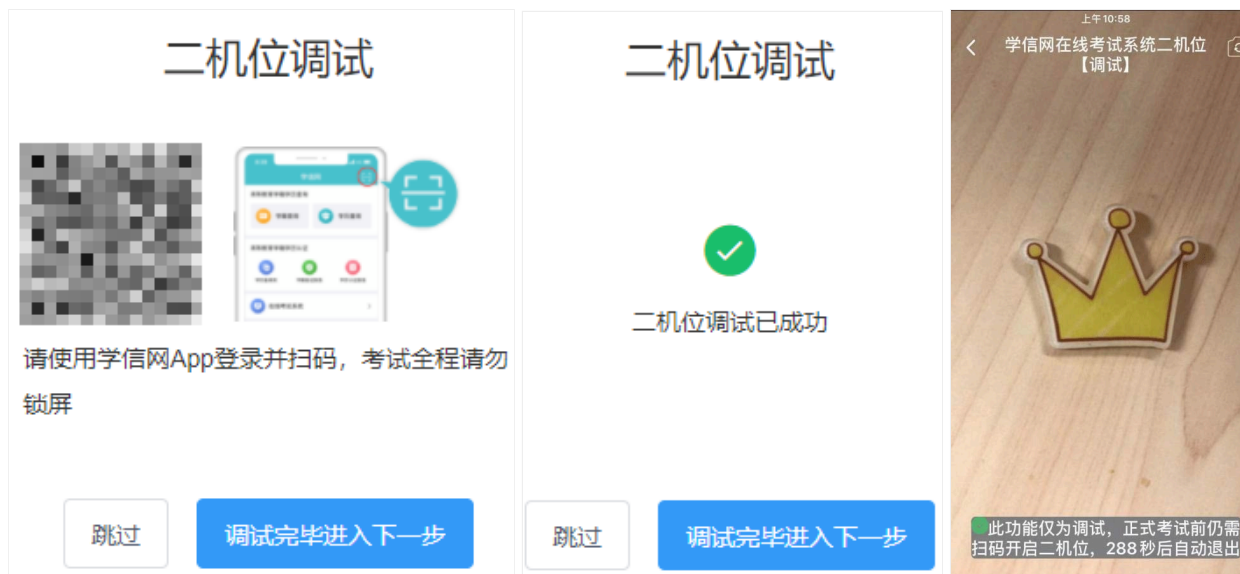 二机位调试
请使用学信网App登录并扫码，考试全程请勿
锁屏
跳过
调试完毕进入下一步
二机位调试
二机位调试已成功
跳过
调试完毕进入下一步
上午10:58
学信网在线考试系统二机位
【调试】
此功能仅为调试，正式考试前仍需
扫码开启二机位，288秒后自动退出